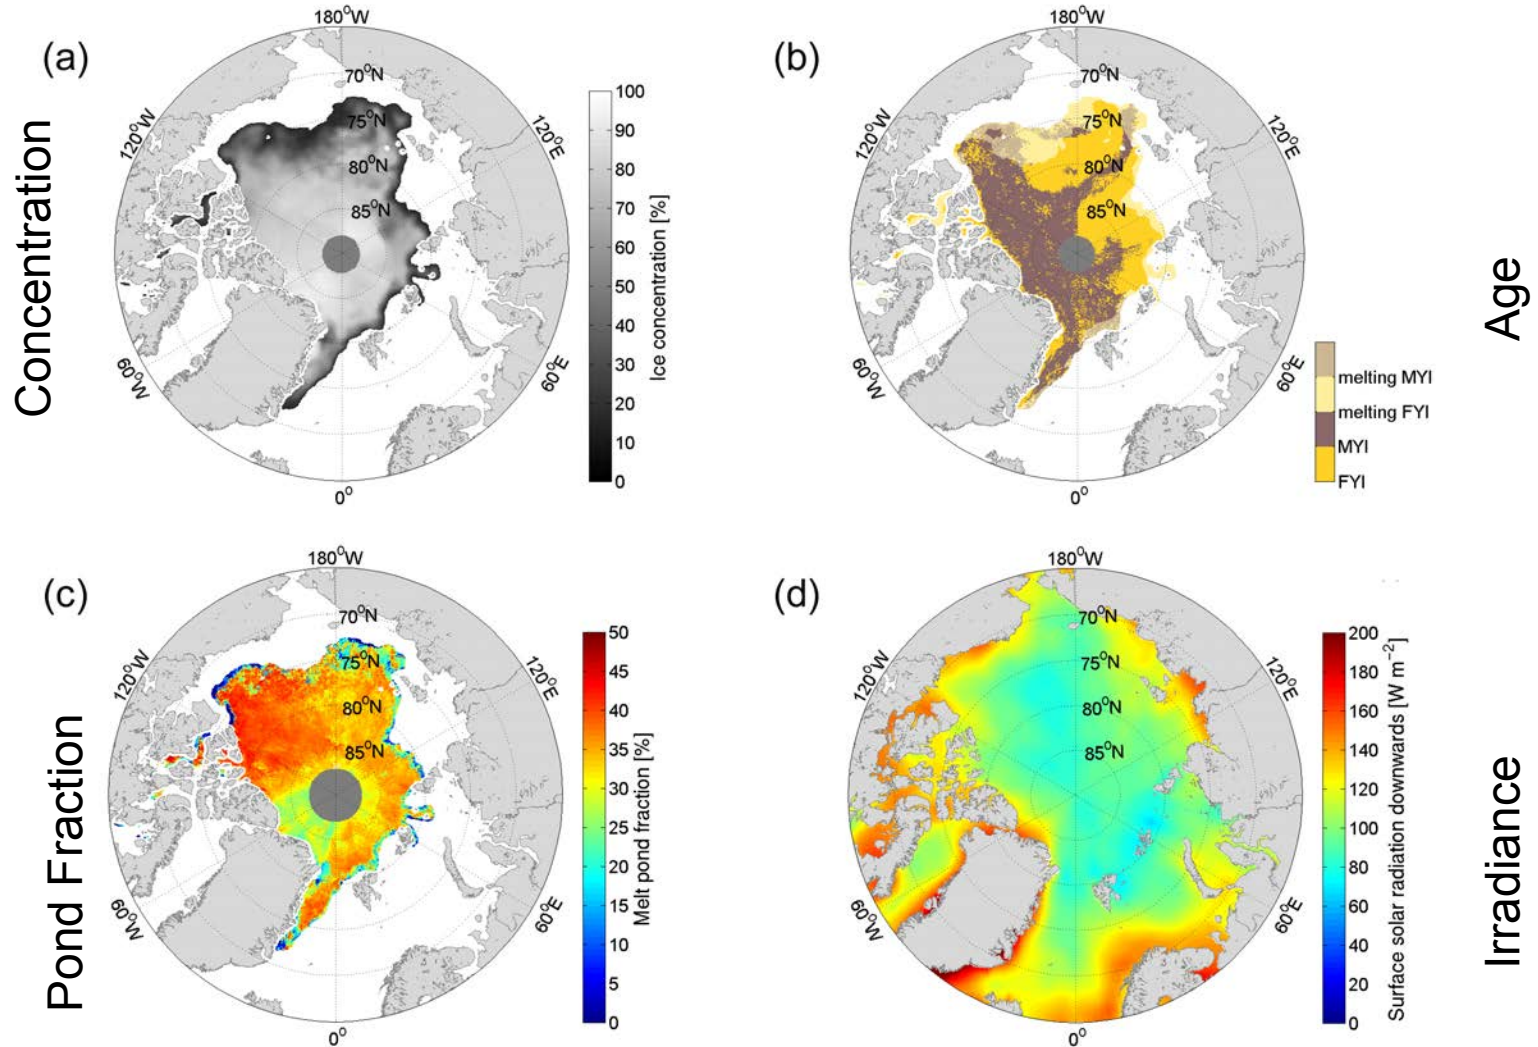 (a)
Concentration
180°W
120°W
120°E
60°W
60°E
0°
70°N
75°N
80°N
85°N
100
90
80
70
60
50
40
30
20
10
0
Ice concentration [%]
(b)
Age
180°W
120°W
120°E
60°W
60°E
0°
70°N
75°N
80°N
85°N
melting MYI
melting FYI
MYI
FYI
(c)
Pond Fraction
180°W
120°W
120°E
60°W
60°E
0°
70°N
75°N
80°N
85°N
50
45
40
35
30
25
20
15
10
5
0
Melt pond fraction [%]
(d)
Irradiance
180°W
120°W
120°E
60°W
60°E
0°
70°N
75°N
80°N
85°N
200
180
160
140
120
100
80
60
40
20
0
Surface solar radiation downwards [W m⁻²]